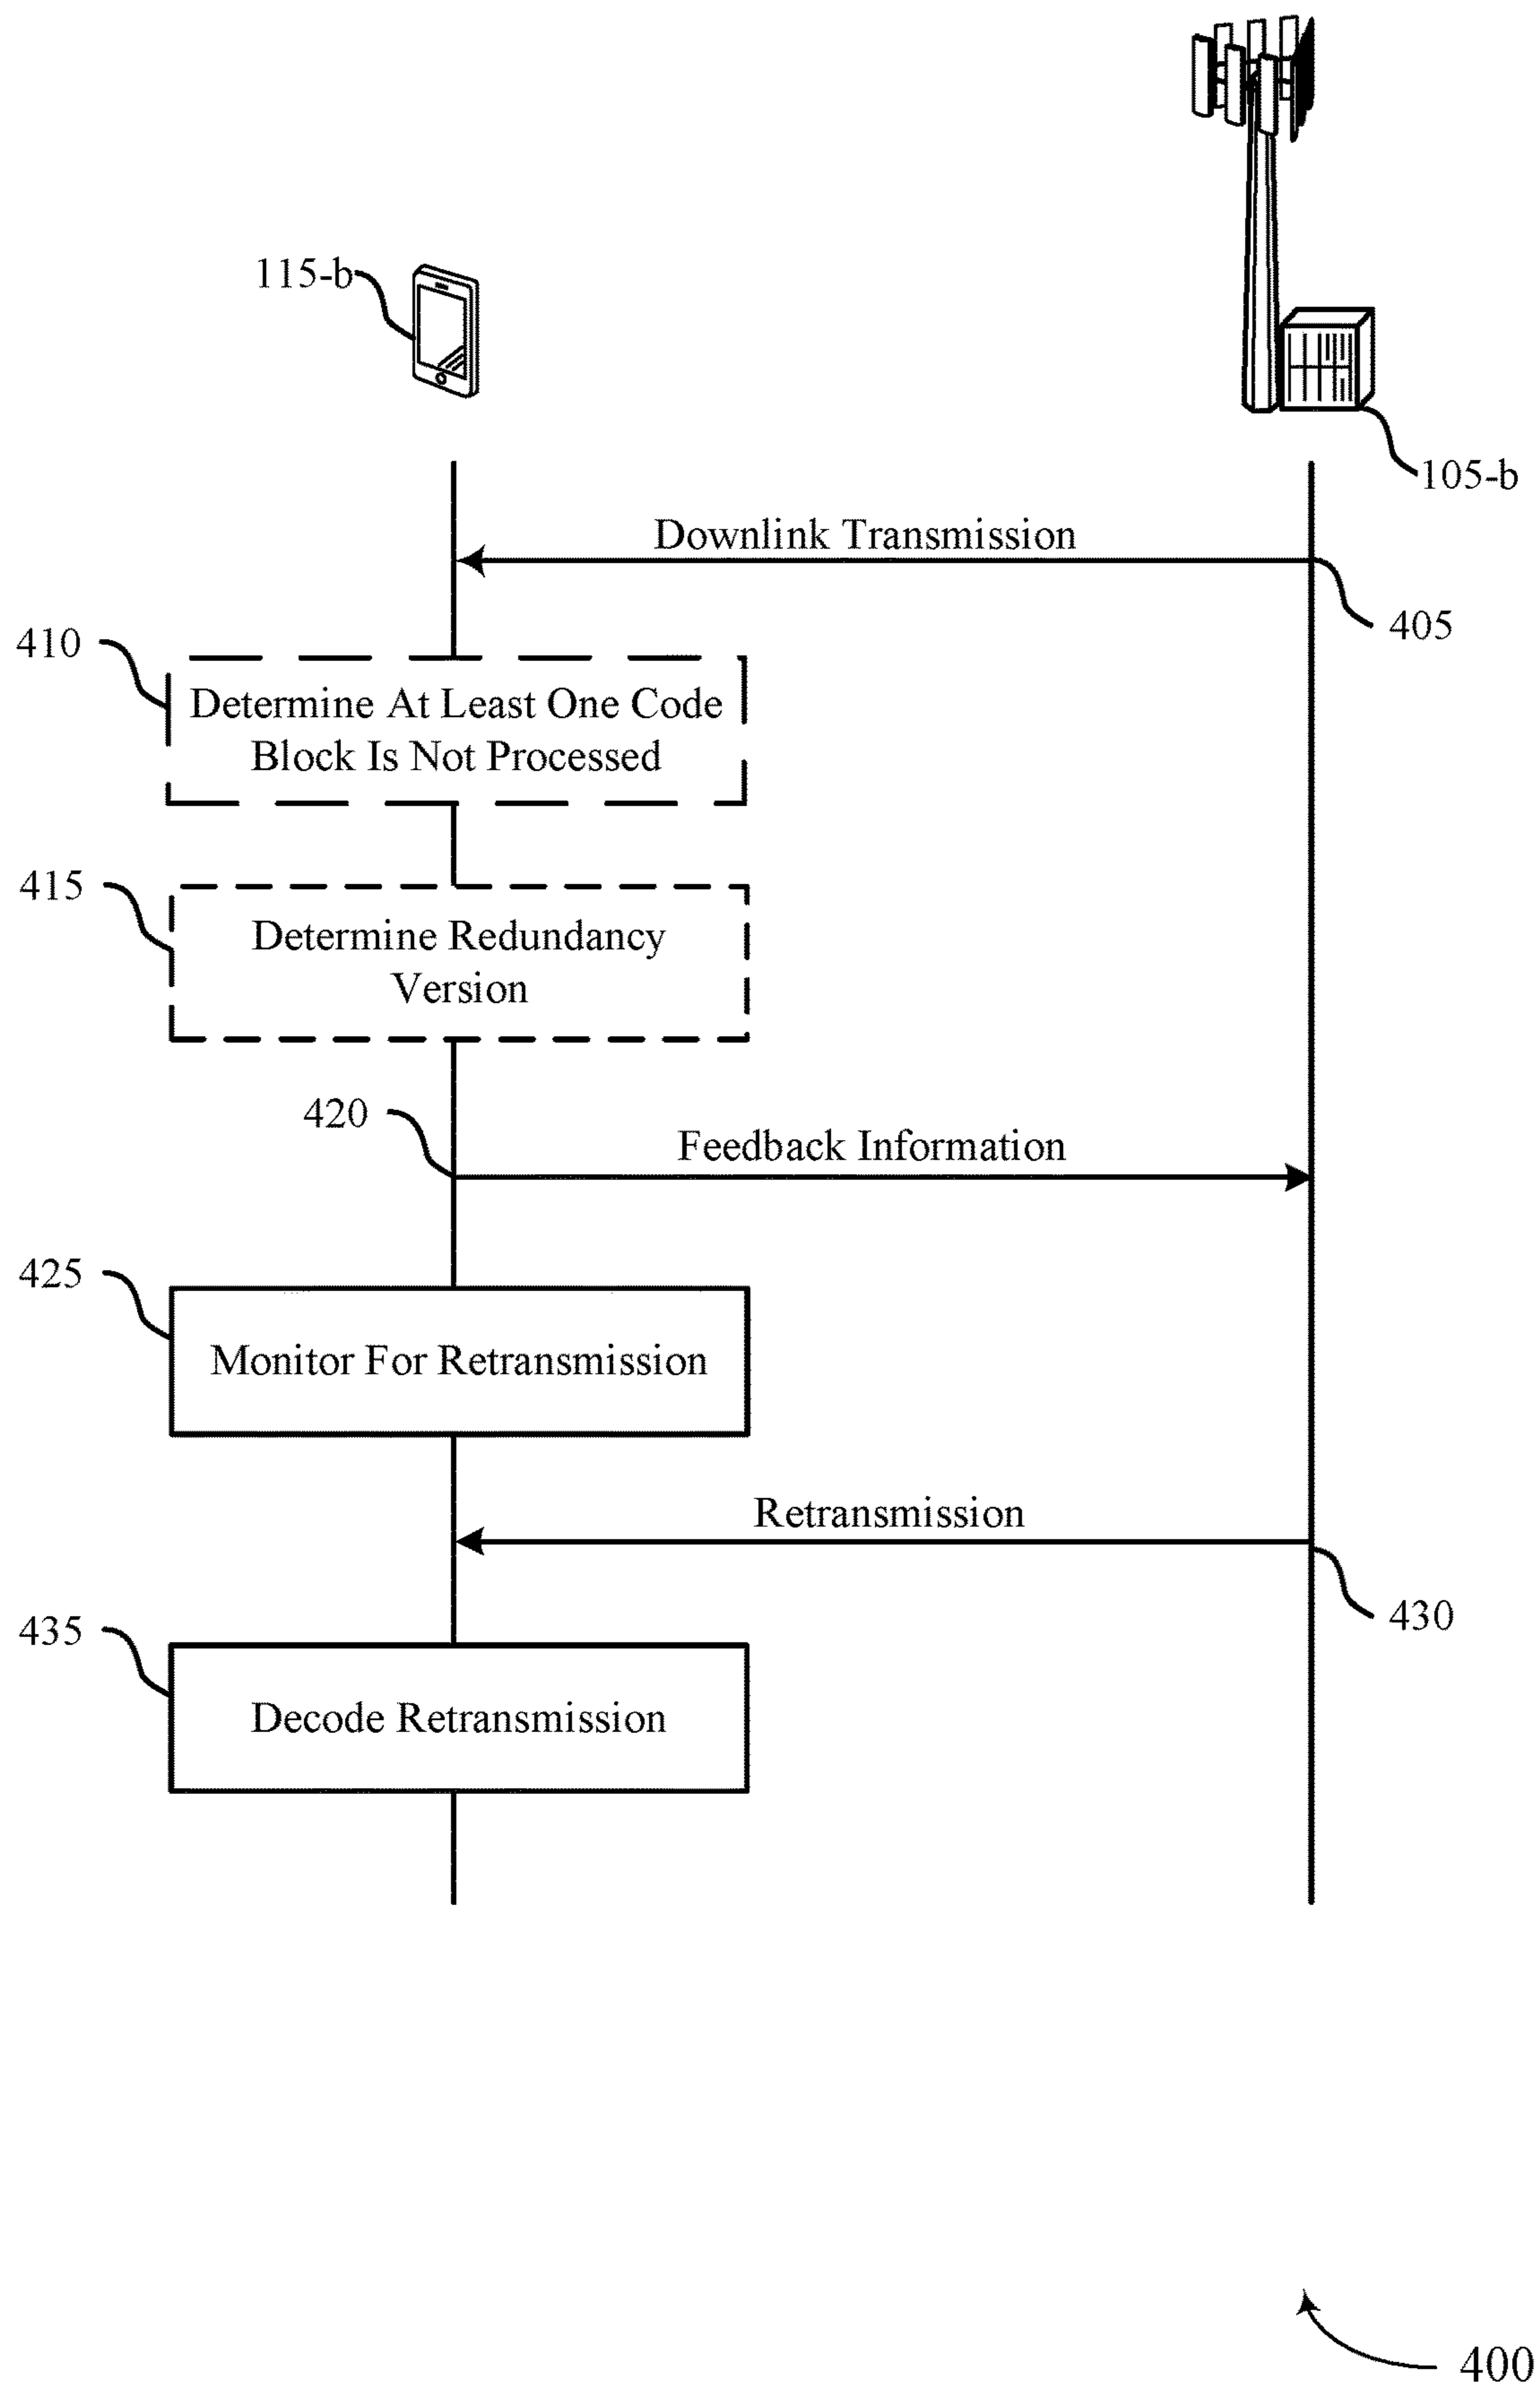 115-b
105-b
Downlink Transmission
405
410
Determine At Least One Code
Block Is Not Processed
415
Determine Redundancy
Version
420
Feedback Information
425
Monitor For Retransmission
Retransmission
430
435
Decode Retransmission
400